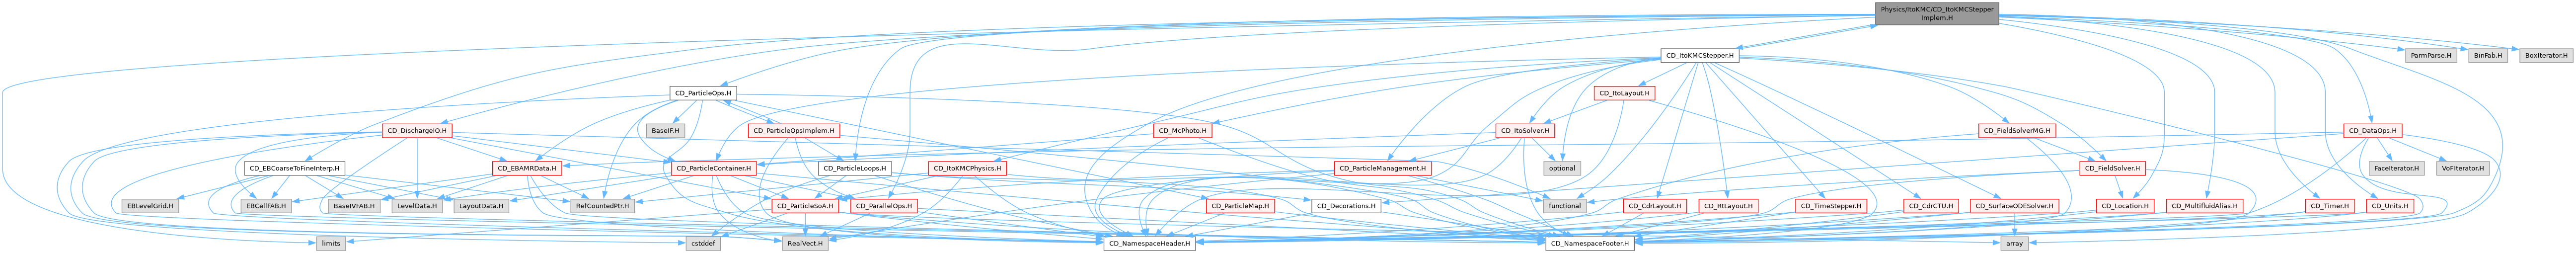 Physics/ItoKMC/CD_ItoKMCStepper
Implem.H
CD_ItoKMCStepper.H
ParmParse.H
BinFab.H
BoxIterator.H
CD_ParticleOps.H
CD_ItoLayout.H
CD_DischargeIO.H
BaseIF.H
CD_ParticleOpsImplem.H
CD_McPhoto.H
CD_ItoSolver.H
CD_FieldSolverMG.H
CD_DataOps.H
CD_EBCoarseToFineInterp.H
CD_EBAMRData.H
CD_ParticleContainer.H
CD_ParticleLoops.H
CD_ItoKMCPhysics.H
CD_ParticleManagement.H
optional
CD_FieldSolver.H
FaceIterator.H
VoFIterator.H
EBLevelGrid.H
EBCellFAB.H
BaseIVFAB.H
LevelData.H
LayoutData.H
RefCountedPtr.H
CD_ParticleSoA.H
CD_ParallelOps.H
CD_ParticleMap.H
CD_Decorations.H
functional
CD_CdrLayout.H
CD_RtLayout.H
CD_TimeStepper.H
CD_CdrCTU.H
CD_SurfaceODESolver.H
CD_Location.H
CD_MultifluidAlias.H
CD_Timer.H
CD_Units.H
limits
cstddef
RealVect.H
CD_NamespaceHeader.H
CD_NamespaceFooter.H
array